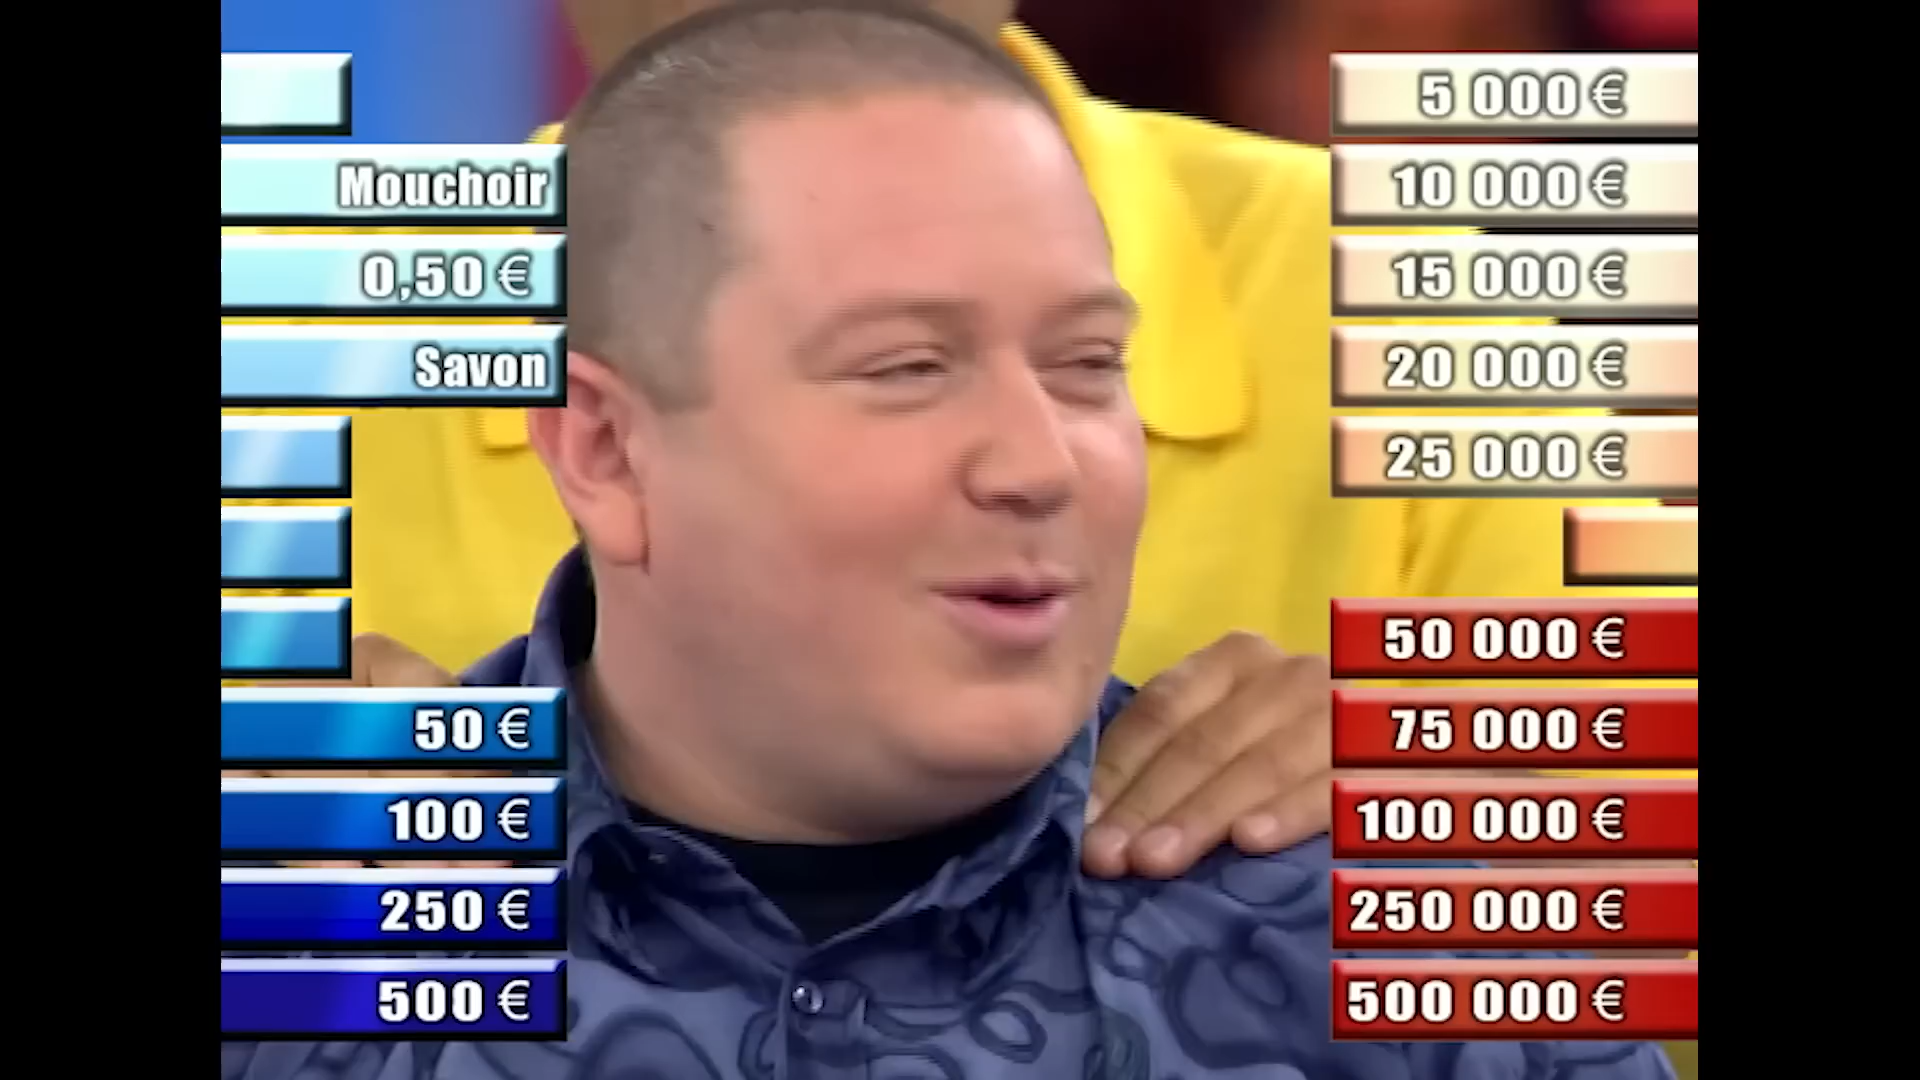 Mouchoir
0,50 €
Savon
50 €
100 €
250 €
500 €
5 000 €
10 000 €
15 000 €
20 000 €
25 000 €
50 000 €
75 000 €
100 000 €
250 000 €
500 000 €